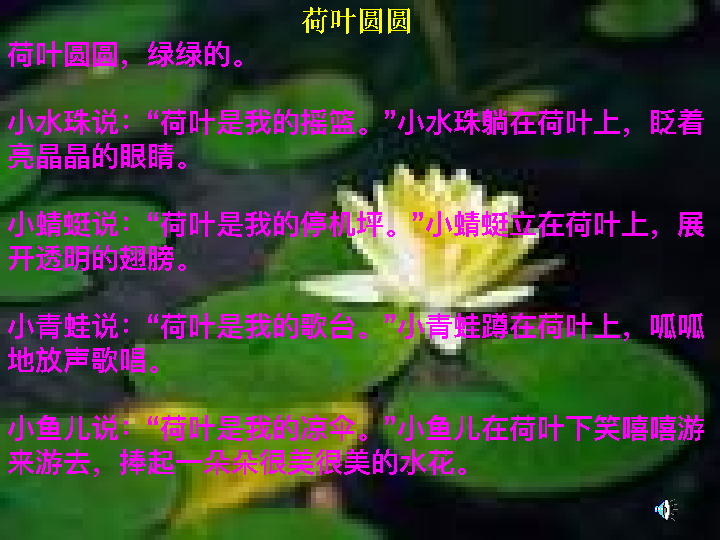 荷叶圆圆
荷叶圆圆，绿绿的。
小水珠说：“荷叶是我的摇篮。”小水珠躺在荷叶上，眨着
亮晶晶的眼睛。
小蜻蜓说：“荷叶是我的停机坪。”小蜻蜓立在荷叶上，展
开透明的翅膀。
小青蛙说：“荷叶是我的歌台。”小青蛙蹲在荷叶上，呱呱
地放声歌唱。
小鱼儿说：“荷叶是我的凉伞。”小鱼儿在荷叶下笑嘻嘻游
来游去，捧起一朵朵很美很美的水花。